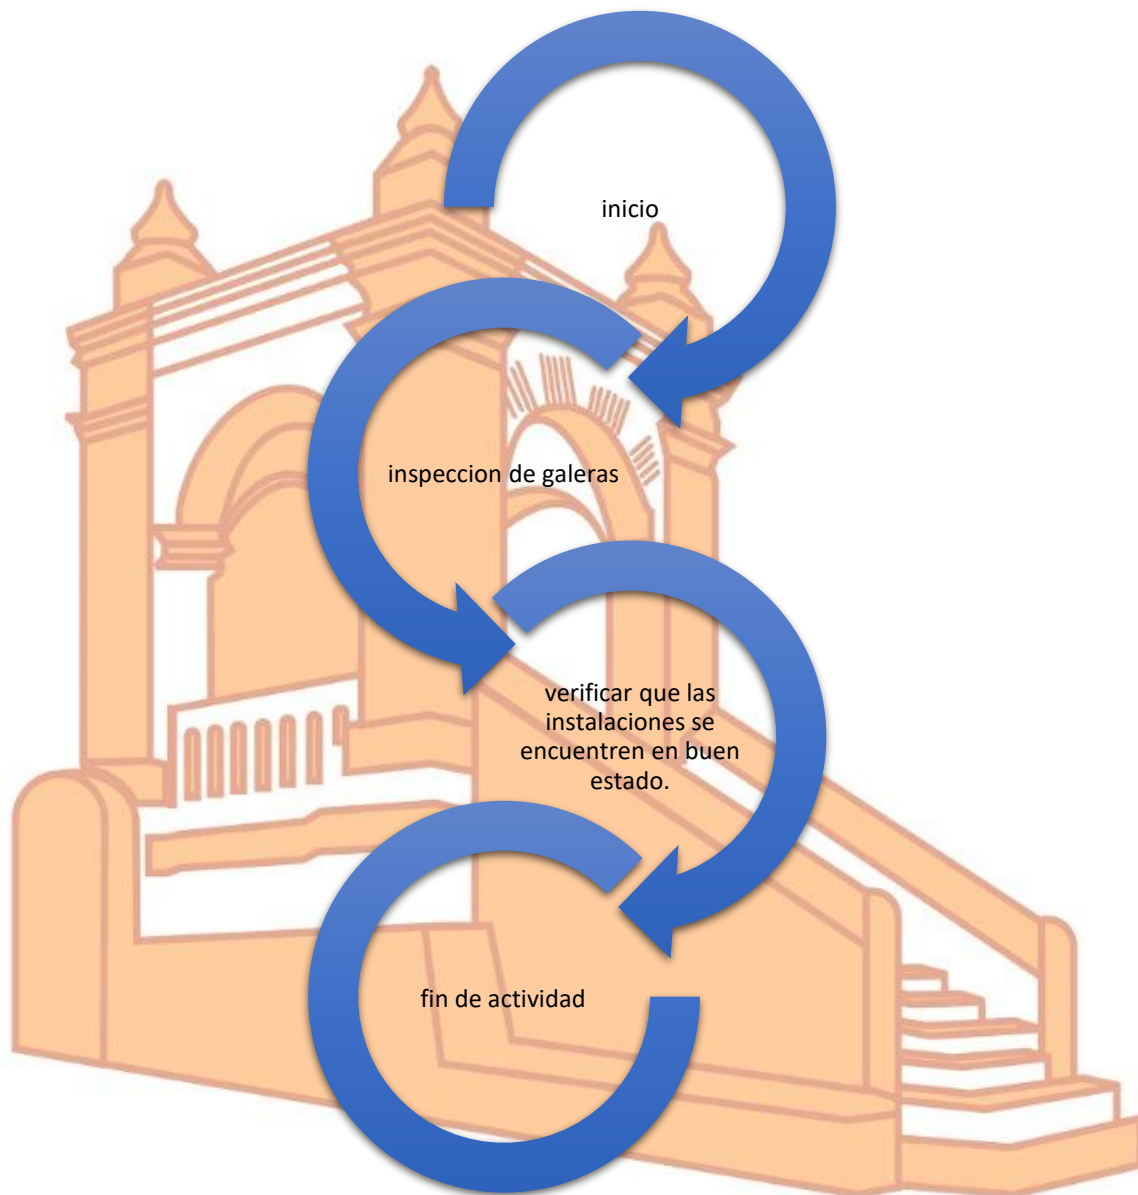 inicio
inspeccion de galeras
verificar que las
instalaciones se
encuentren en buen
estado.
fin de actividad